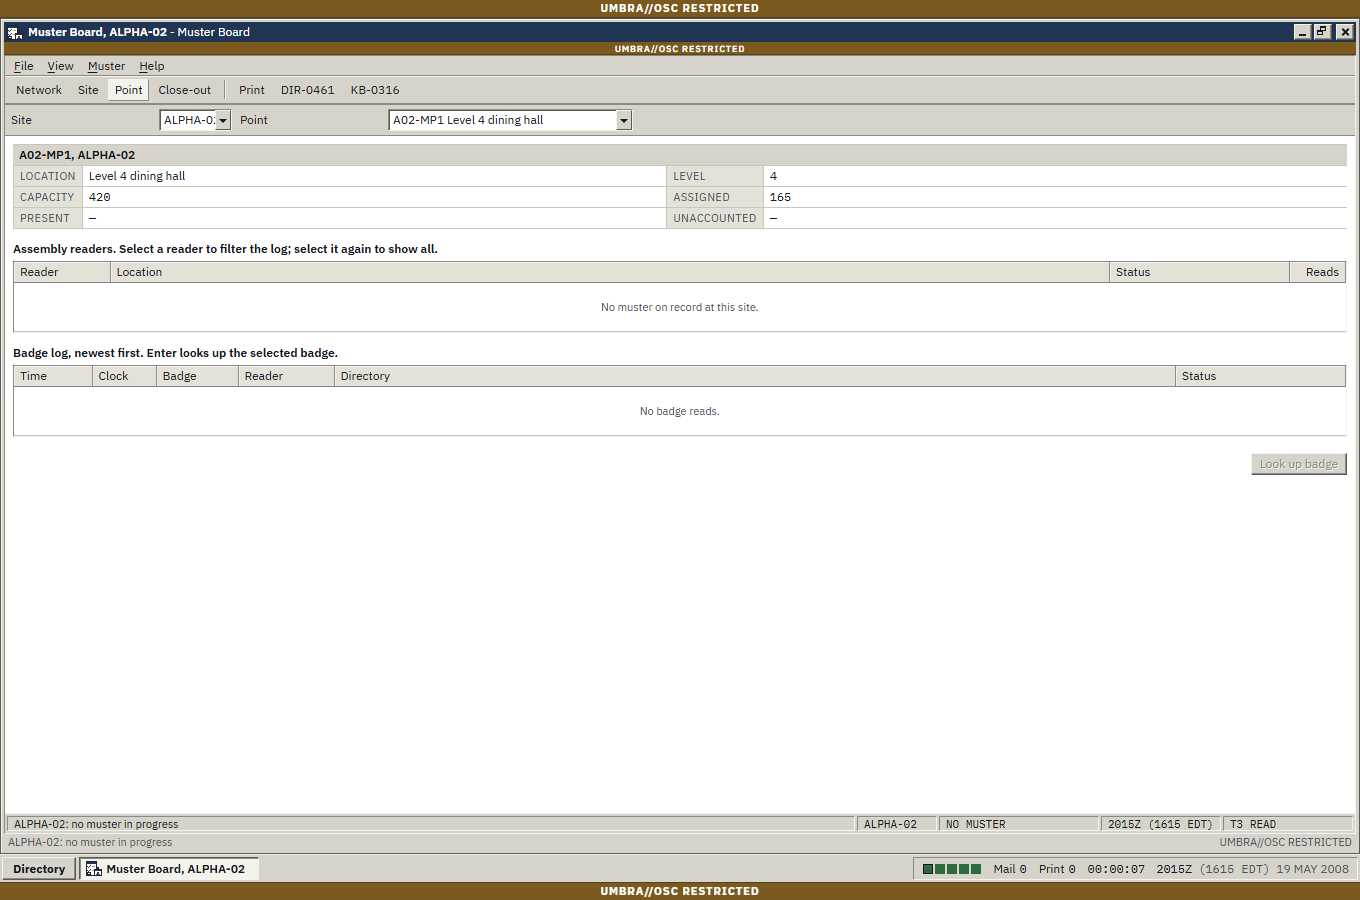 UMBRA//OSC RESTRICTED
Muster Board, ALPHA-02 - Muster Board
UMBRA//OSC RESTRICTED
File View Muster Help
Network Site Point Close-out Print DIR-0461 KB-0316
Site ALPHA-02 Point A02-MP1 Level 4 dining hall
A02-MP1, ALPHA-02
LOCATION Level 4 dining hall LEVEL 4
CAPACITY 420 ASSIGNED 165
PRESENT – UNACCOUNTED –
Assembly readers. Select a reader to filter the log; select it again to show all.
Reader Location Status Reads
No muster on record at this site.
Badge log, newest first. Enter looks up the selected badge.
Time Clock Badge Reader Directory Status
No badge reads.
Look up badge
ALPHA-02: no muster in progress ALPHA-02 NO MUSTER 2015Z (1615 EDT) T3 READ
ALPHA-02: no muster in progress UMBRA//OSC RESTRICTED
Directory Muster Board, ALPHA-02 Mail 0 Print 0 00:00:07 2015Z (1615 EDT) 19 MAY 2008
UMBRA//OSC RESTRICTED